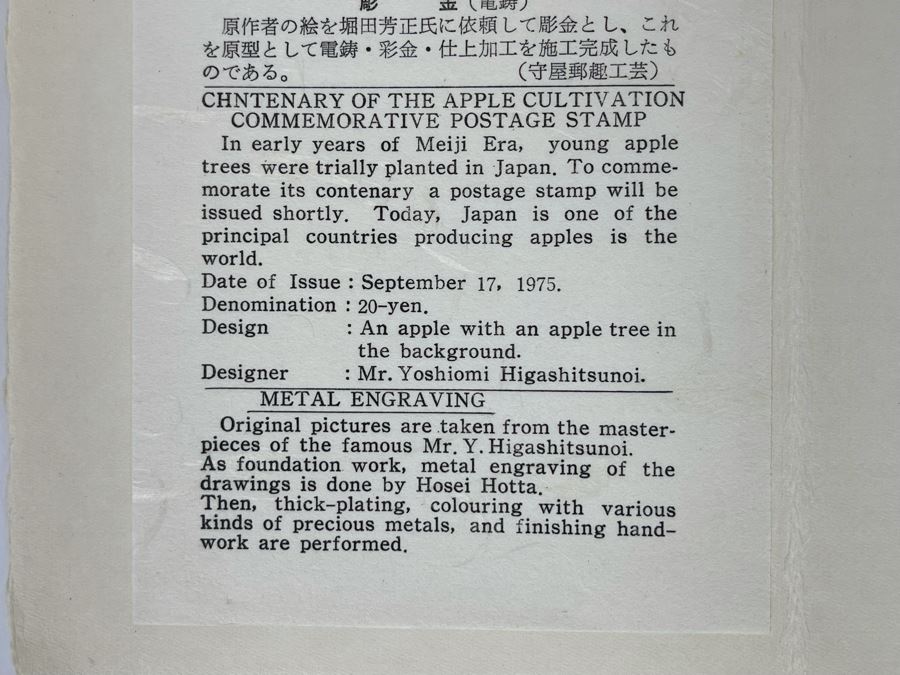 彫　金（電鋳）
原作者の絵を堀田芳正氏に依頼して彫金とし、これ
を原型として電鋳・彩金・仕上加工を施工完成したも
のである。（守屋郵趣工芸）
CHNTENARY OF THE APPLE CULTIVATION
COMMEMORATIVE POSTAGE STAMP
In early years of Meiji Era, young apple
trees were trially planted in Japan. To comme-
morate its contenary a postage stamp will be
issued shortly. Today, Japan is one of the
principal countries producing apples is the
world.
Date of Issue : September 17, 1975.
Denomination : 20-yen.
Design : An apple with an apple tree in
the background.
Designer : Mr. Yoshiomi Higashitsunoi.
METAL ENGRAVING
Original pictures are taken from the master-
pieces of the famous Mr. Y. Higashitsunoi.
As foundation work, metal engraving of the
drawings is done by Hosei Hotta.
Then, thick-plating, colouring with various
kinds of precious metals, and finishing hand-
work are performed.